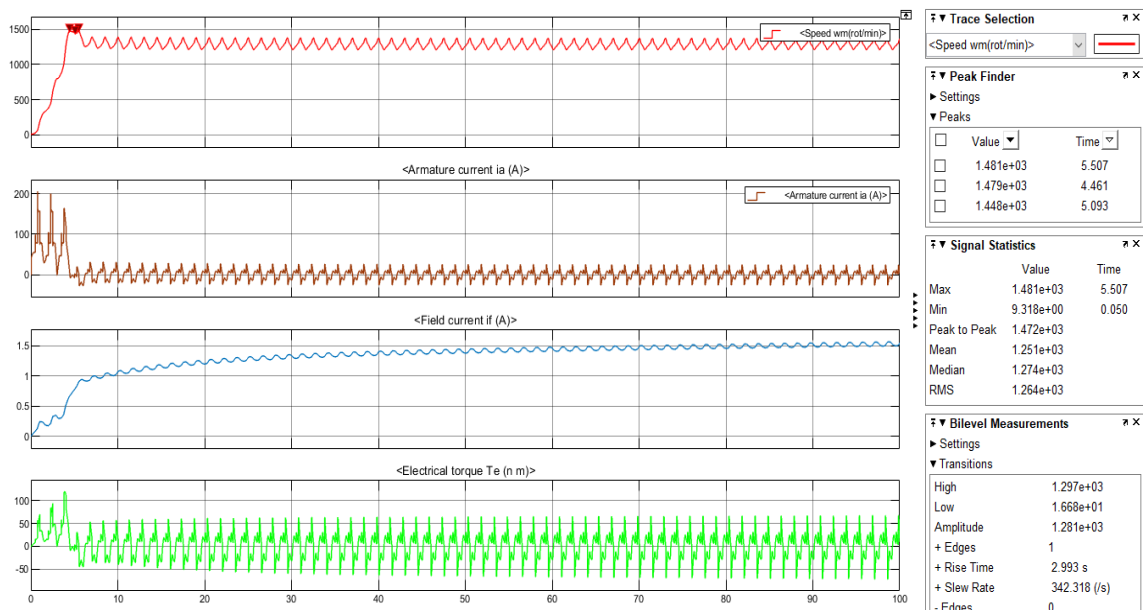 <Speed wm(rot/min)>
1500
1000
500
0
<Armature current ia (A)>
<Armature current ia (A)>
200
100
0
<Field current if (A)>
1.5
1
0.5
0
<Electrical torque Te (n m)>
100
50
0
-50
0 10 20 30 40 50 60 70 80 90 100
Trace Selection
<Speed wm(rot/min)>
Peak Finder
Settings
Peaks
Value Time
1.481e+03 5.507
1.479e+03 4.461
1.448e+03 5.093
Signal Statistics
Value Time
Max 1.481e+03 5.507
Min 9.318e+00 0.050
Peak to Peak 1.472e+03
Mean 1.251e+03
Median 1.274e+03
RMS 1.264e+03
Bilevel Measurements
Settings
Transitions
High 1.297e+03
Low 1.668e+01
Amplitude 1.281e+03
+ Edges 1
+ Rise Time 2.993 s
+ Slew Rate 342.318 (/s)
- Edges 0